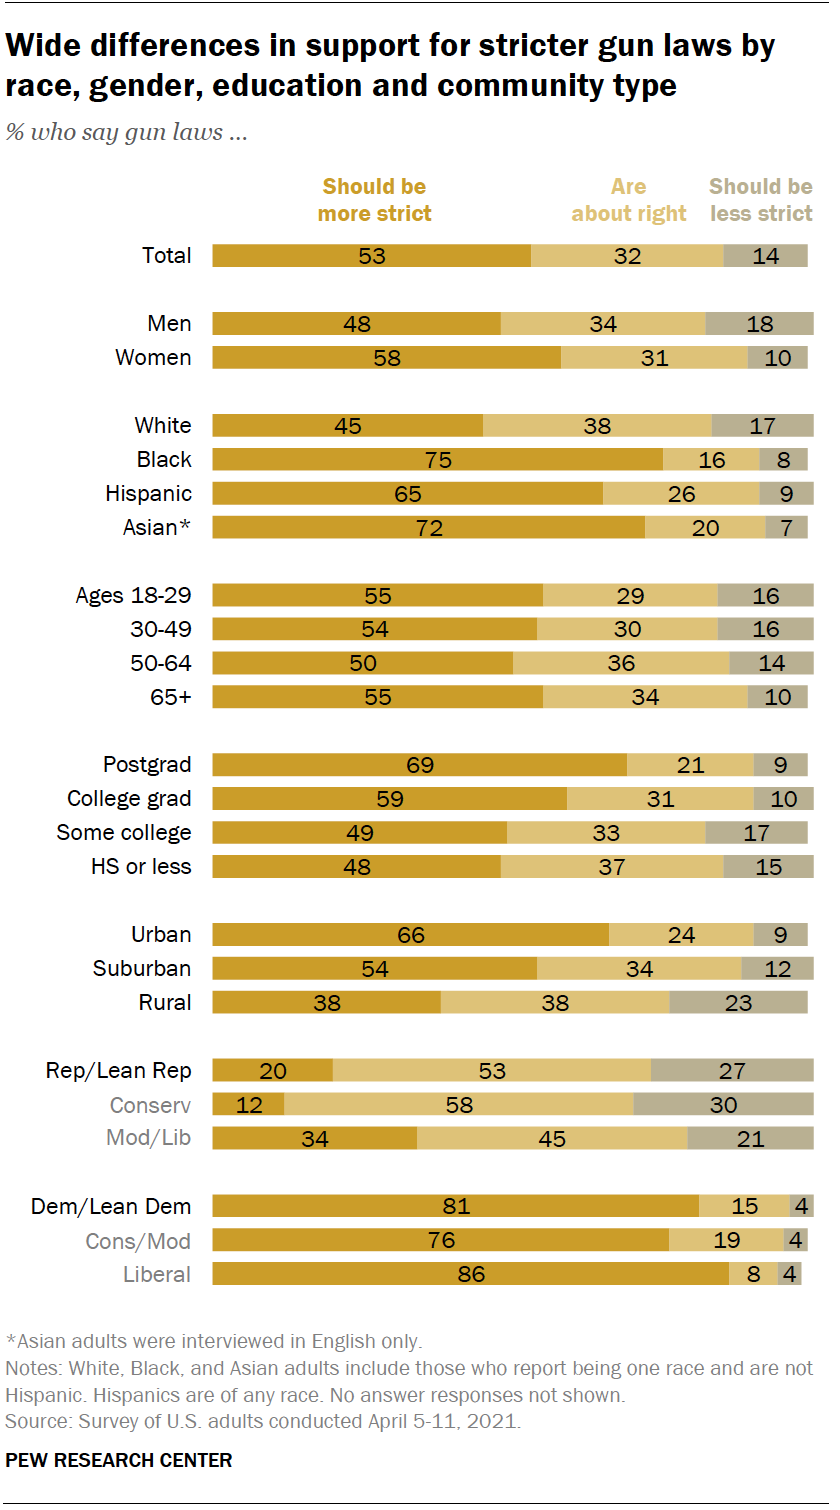 Wide differences in support for stricter gun laws by
race, gender, education and community type
% who say gun laws ...
Should be
more strict
Are
about right
Should be
less strict
Total 53 32 14
Men 48 34 18
Women 58 31 10
White 45 38 17
Black 75 16 8
Hispanic 65 26 9
Asian* 72 20 7
Ages 18-29 55 29 16
30-49 54 30 16
50-64 50 36 14
65+ 55 34 10
Postgrad 69 21 9
College grad 59 31 10
Some college 49 33 17
HS or less 48 37 15
Urban 66 24 9
Suburban 54 34 12
Rural 38 38 23
Rep/Lean Rep 20 53 27
Conserv 12 58 30
Mod/Lib 34 45 21
Dem/Lean Dem 81 15 4
Cons/Mod 76 19 4
Liberal 86 8 4
*Asian adults were interviewed in English only.
Notes: White, Black, and Asian adults include those who report being one race and are not
Hispanic. Hispanics are of any race. No answer responses not shown.
Source: Survey of U.S. adults conducted April 5-11, 2021.
PEW RESEARCH CENTER